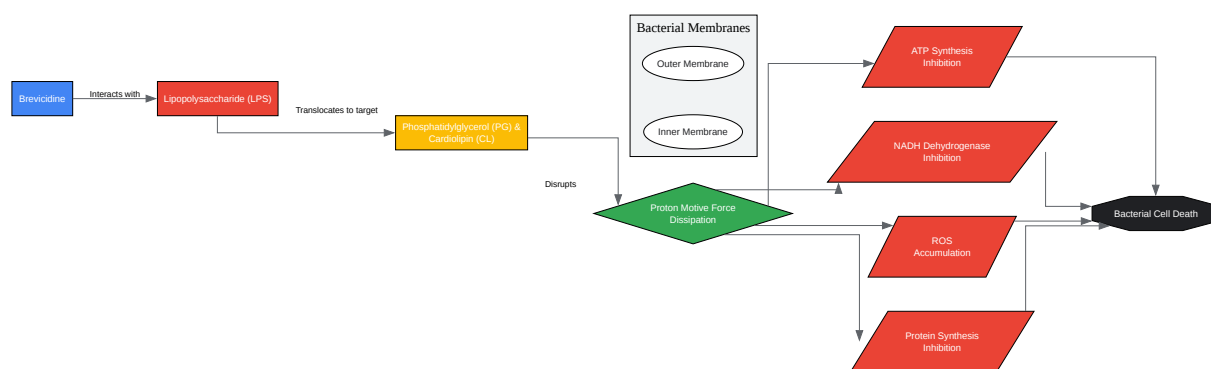 Brevicidine
Interacts with
Lipopolysaccharide (LPS)
Translocates to target
Phosphatidylglycerol (PG) &
Cardiolipin (CL)
Disrupts
Bacterial Membranes
Outer Membrane
Inner Membrane
Proton Motive Force
Dissipation
ATP Synthesis
Inhibition
NADH Dehydrogenase
Inhibition
ROS
Accumulation
Protein Synthesis
Inhibition
Bacterial Cell Death